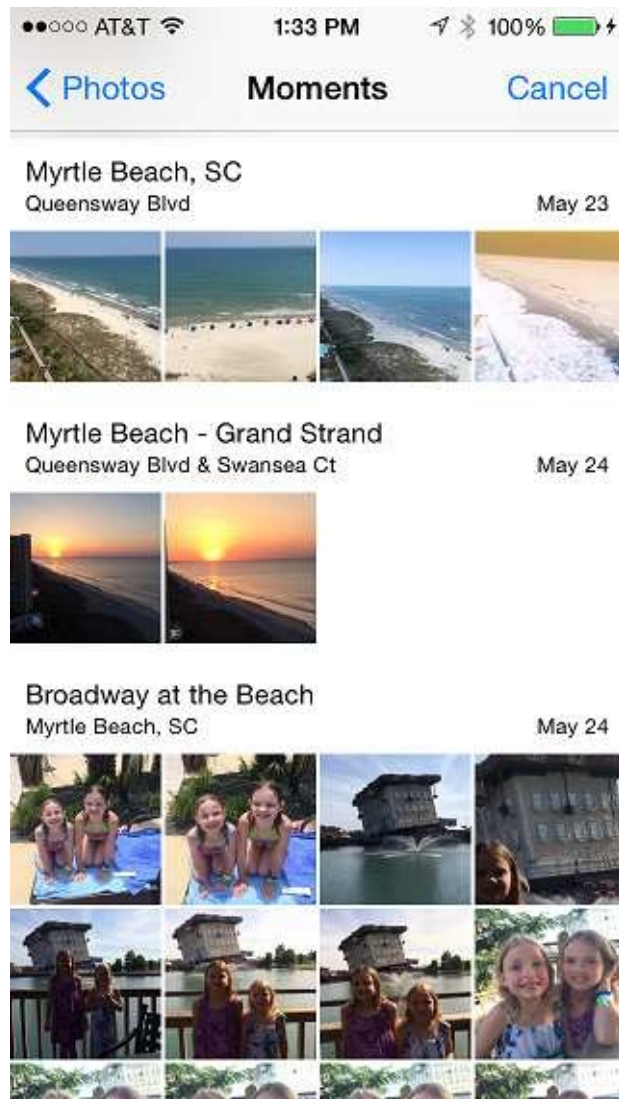 AT&T 1:33 PM 100%
Photos Moments Cancel
Myrtle Beach, SC
Queensway Blvd May 23
Myrtle Beach - Grand Strand
Queensway Blvd & Swansea Ct May 24
Broadway at the Beach
Myrtle Beach, SC May 24